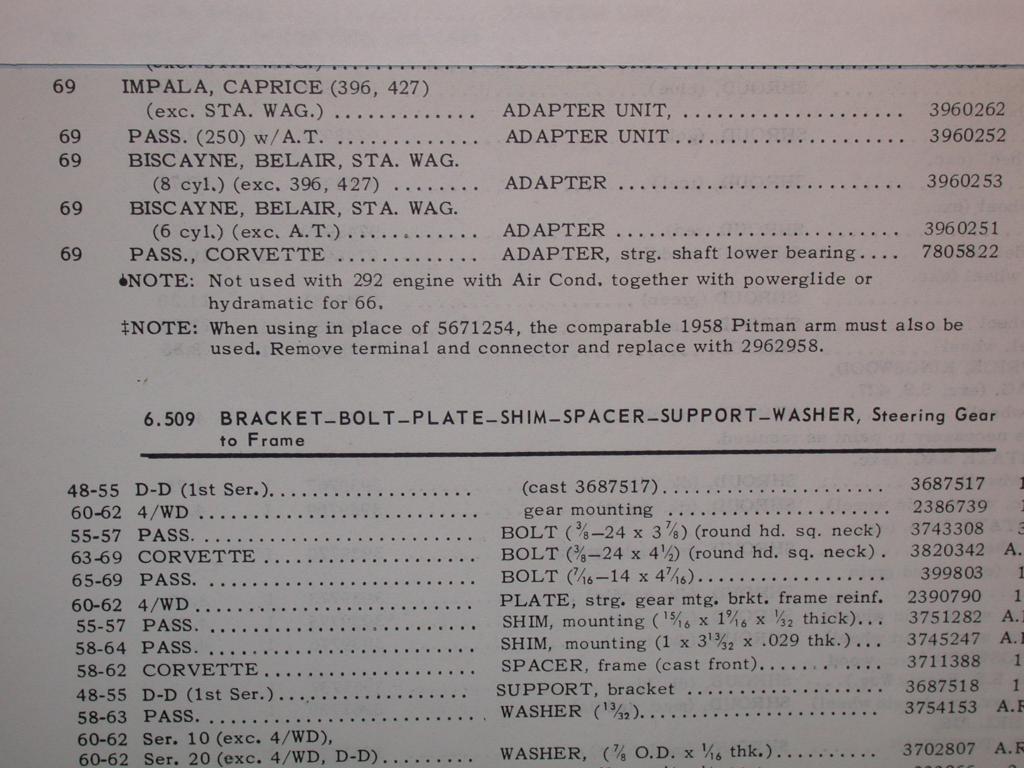 69 IMPALA, CAPRICE (396, 427)
(exc. STA. WAG.) ............ ADAPTER UNIT, .................... 3960262
69 PASS. (250) w/A.T. ............ ADAPTER UNIT .................... 3960252
69 BISCAYNE, BELAIR, STA. WAG.
(8 cyl.) (exc. 396, 427) ........ ADAPTER ......................... 3960253
69 BISCAYNE, BELAIR, STA. WAG.
(6 cyl.) (exc. A.T.) ............ ADAPTER ......................... 3960251
69 PASS., CORVETTE ............. ADAPTER, strg. shaft lower bearing.... 7805822
NOTE: Not used with 292 engine with Air Cond. together with powerglide or
hydramatic for 66.
‡NOTE: When using in place of 5671254, the comparable 1958 Pitman arm must also be
used. Remove terminal and connector and replace with 2962958.
6.509 BRACKET–BOLT–PLATE–SHIM–SPACER–SUPPORT–WASHER, Steering Gear
to Frame
48-55 D-D (1st Ser.)................... (cast 3687517)..................... 3687517 1
60-62 4/WD ......................... gear mounting .................... 2386739 1
55-57 PASS. ......................... BOLT (3/8–24 x 3 7/8) (round hd. sq. neck) 3743308 3
63-69 CORVETTE .................... BOLT (3/8–24 x 4 1/2) (round hd. sq. neck) . 3820342 A.
65-69 PASS. ......................... BOLT (7/16–14 x 4 7/16).................. 399803 1
60-62 4/WD ......................... PLATE, strg. gear mtg. brkt. frame reinf. 2390790 1
55-57 PASS. ......................... SHIM, mounting (15/16 x 1 9/16 x 1/32 thick)... 3751282 A.
58-64 PASS. ......................... SHIM, mounting (1 x 3 13/32 x .029 thk.)... 3745247 A.
58-62 CORVETTE .................... SPACER, frame (cast front)............. 3711388 1
48-55 D-D (1st Ser.) ................... SUPPORT, bracket .................. 3687518 1
58-63 PASS. ......................... WASHER (13/32)...................... 3754153 A.R
60-62 Ser. 10 (exc. 4/WD),
60-62 Ser. 20 (exc. 4/WD, D-D)........... WASHER, (7/8 O.D. x 1/16 thk.).......... 3702807 A.R